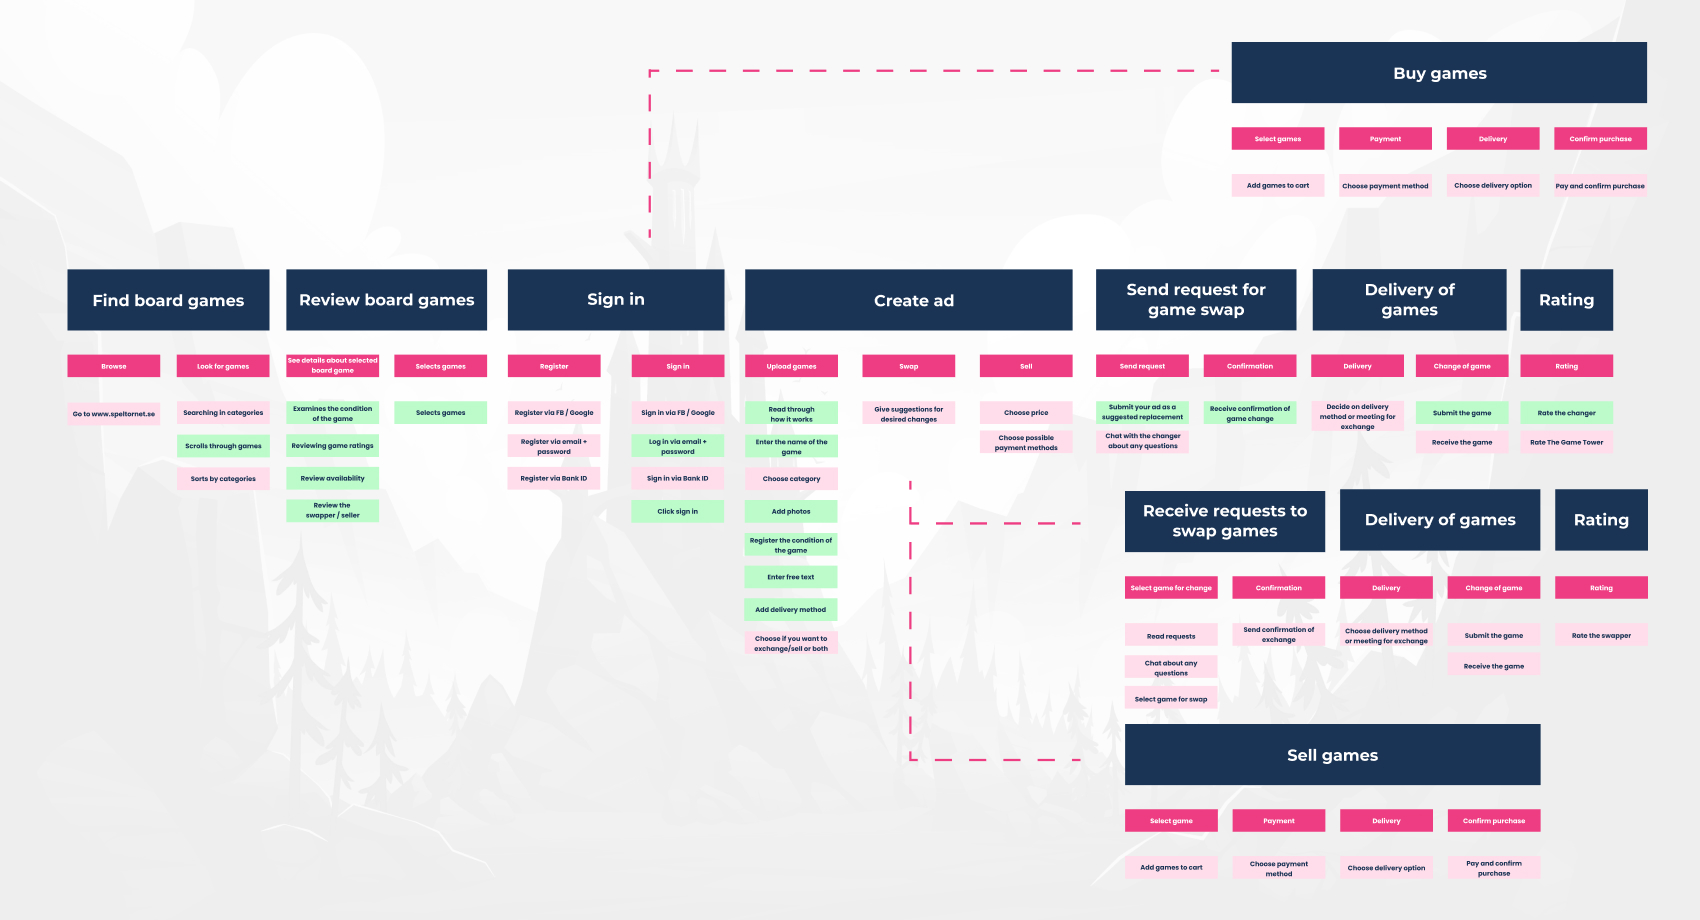 Buy games
Select games
Payment
Delivery
Confirm purchase
Add games to cart
Choose payment method
Choose delivery option
Pay and confirm purchase
Find board games
Review board games
Sign in
Create ad
Send request for
game swap
Delivery of
games
Rating
Browse
Look for games
See details about selected
board game
Selects games
Register
Sign in
Upload games
Swap
Sell
Send request
Confirmation
Delivery
Change of game
Rating
Go to www.speltornet.se
Searching in categories
Scrolls through games
Sorts by categories
Examines the condition
of the game
Reviewing game ratings
Review availability
Review the
swapper / seller
Selects games
Register via FB / Google
Register via email +
password
Register via Bank ID
Sign in via FB / Google
Log in via email +
password
Sign in via Bank ID
Click sign in
Read through
how it works
Enter the name of the
game
Choose category
Add photos
Register the condition of
the game
Enter free text
Add delivery method
Choose if you want to
exchange/sell or both
Give suggestions for
desired changes
Choose price
Choose possible
payment methods
Submit your ad as a
suggested replacement
Chat with the changer
about any questions
Receive confirmation of
game change
Decide on delivery
method or meeting for
exchange
Submit the game
Receive the game
Rate the changer
Rate The Game Tower
Receive requests to
swap games
Delivery of games
Rating
Select game for change
Confirmation
Delivery
Change of game
Rating
Read requests
Chat about any
questions
Select game for swap
Send confirmation of
exchange
Choose delivery method
or meeting for exchange
Submit the game
Receive the game
Rate the swapper
Sell games
Select game
Payment
Delivery
Confirm purchase
Add games to cart
Choose payment
method
Choose delivery option
Pay and confirm
purchase